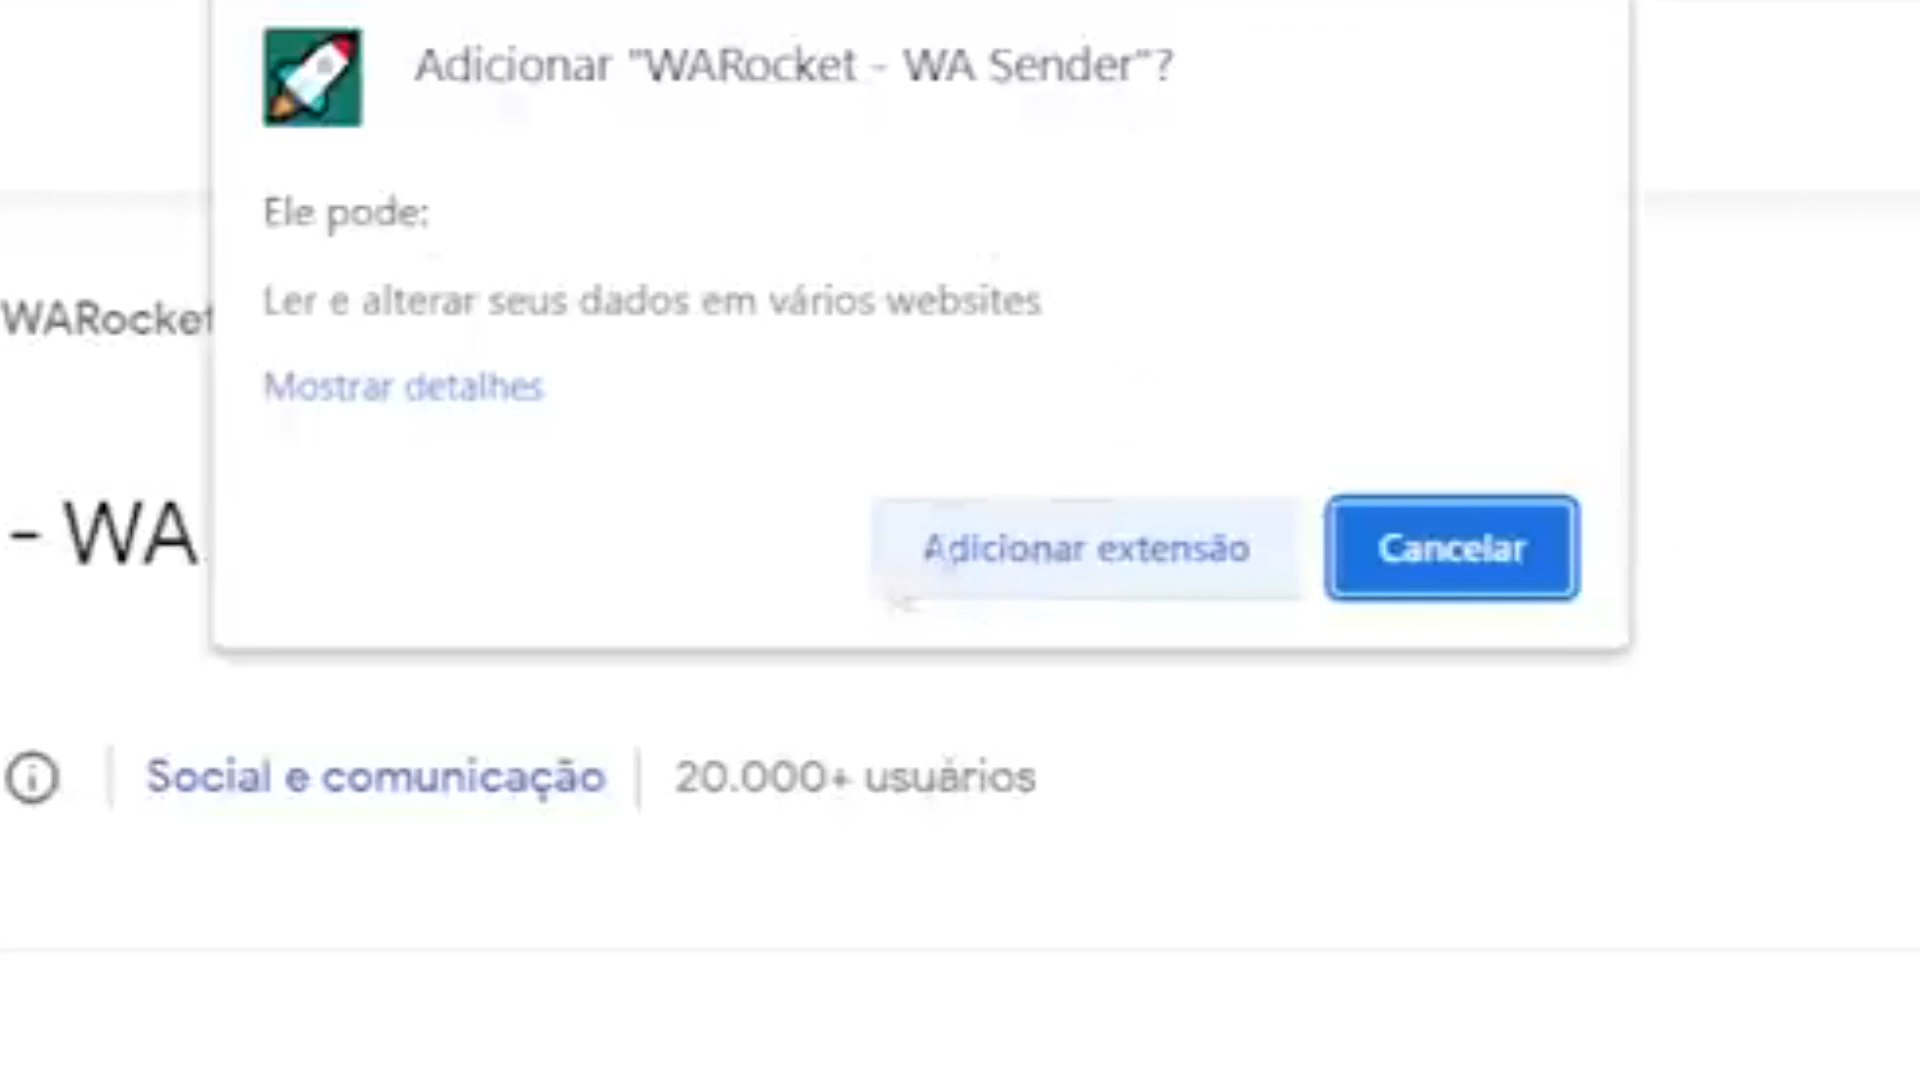 Adicionar "WARocket - WA Sender"?
Ele pode:
Ler e alterar seus dados em vários websites
WARocket
Mostrar detalhes
Adicionar extensão
Cancelar
- WA
Social e comunicação
20.000+ usuários